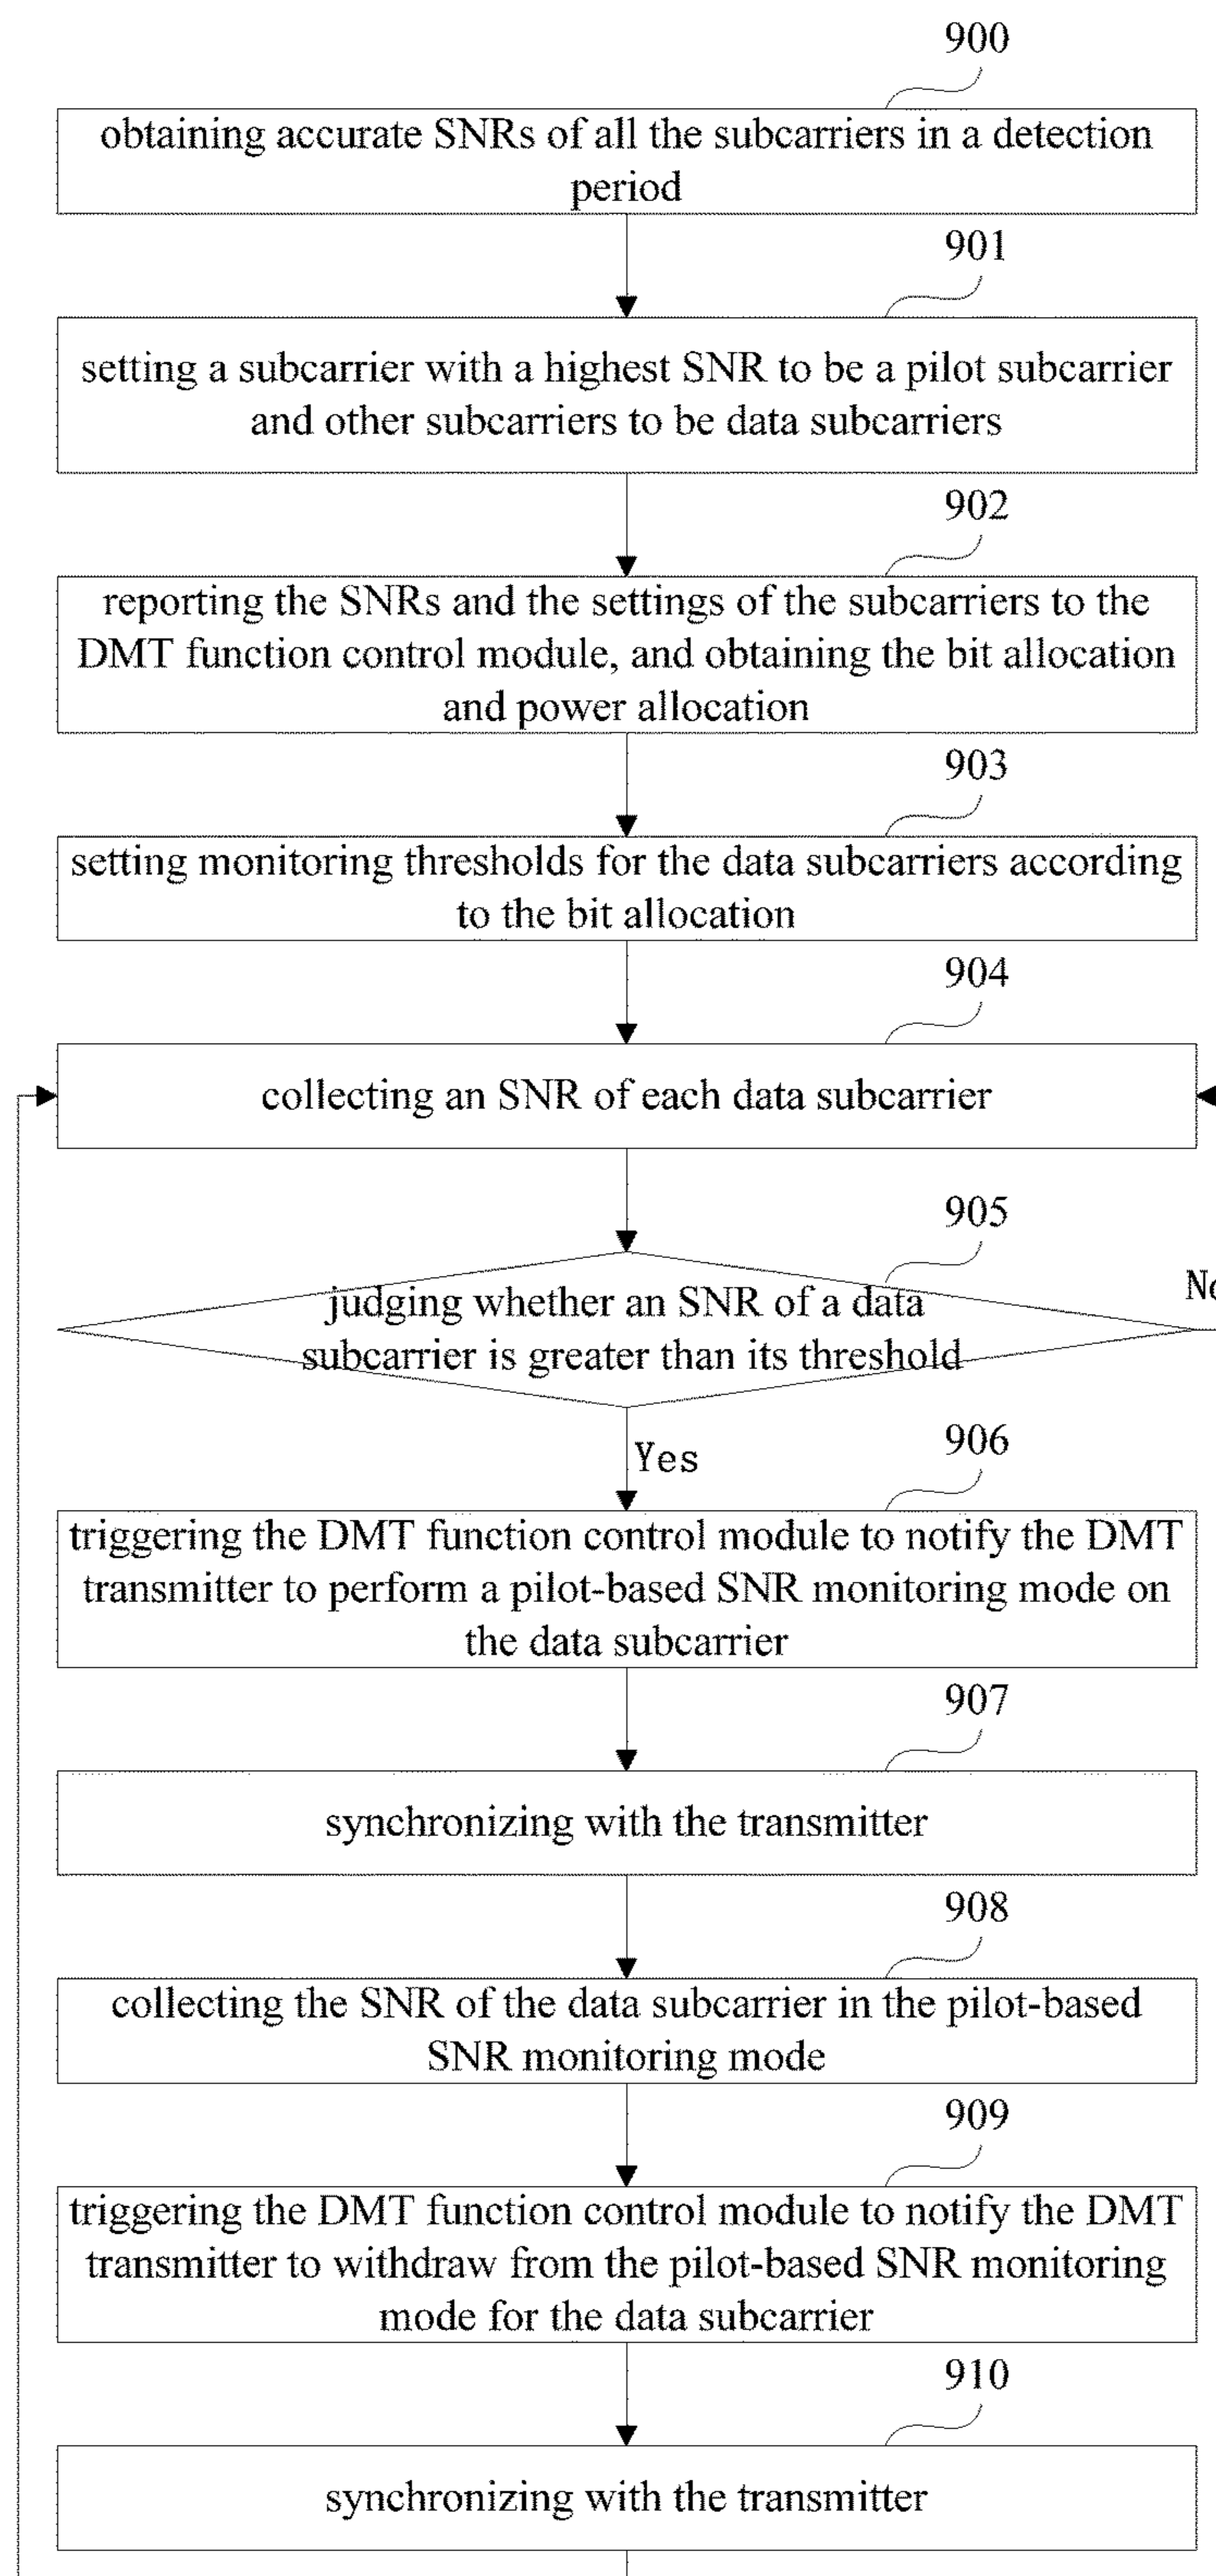 900
obtaining accurate SNRs of all the subcarriers in a detection
period
901
setting a subcarrier with a highest SNR to be a pilot subcarrier
and other subcarriers to be data subcarriers
902
reporting the SNRs and the settings of the subcarriers to the
DMT function control module, and obtaining the bit allocation
and power allocation
903
setting monitoring thresholds for the data subcarriers according
to the bit allocation
904
collecting an SNR of each data subcarrier
905
judging whether an SNR of a data
subcarrier is greater than its threshold
No
Yes
906
triggering the DMT function control module to notify the DMT
transmitter to perform a pilot-based SNR monitoring mode on
the data subcarrier
907
synchronizing with the transmitter
908
collecting the SNR of the data subcarrier in the pilot-based
SNR monitoring mode
909
triggering the DMT function control module to notify the DMT
transmitter to withdraw from the pilot-based SNR monitoring
mode for the data subcarrier
910
synchronizing with the transmitter